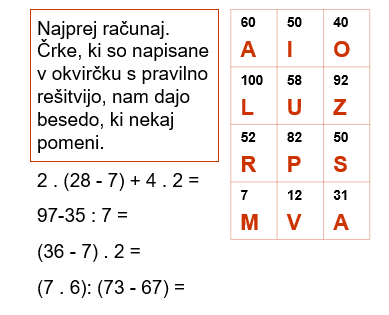 Najprej računaj.
Črke, ki so napisane
v okvirčku s pravilno
rešitvijo, nam dajo
besedo, ki nekaj
pomeni.
2 . (28 - 7) + 4 . 2 =
97-35 : 7 =
(36 - 7) . 2 =
(7 . 6): (73 - 67) =
60 50 40
A I O
100 58 92
L U Z
52 82 50
R P S
7 12 31
M V A